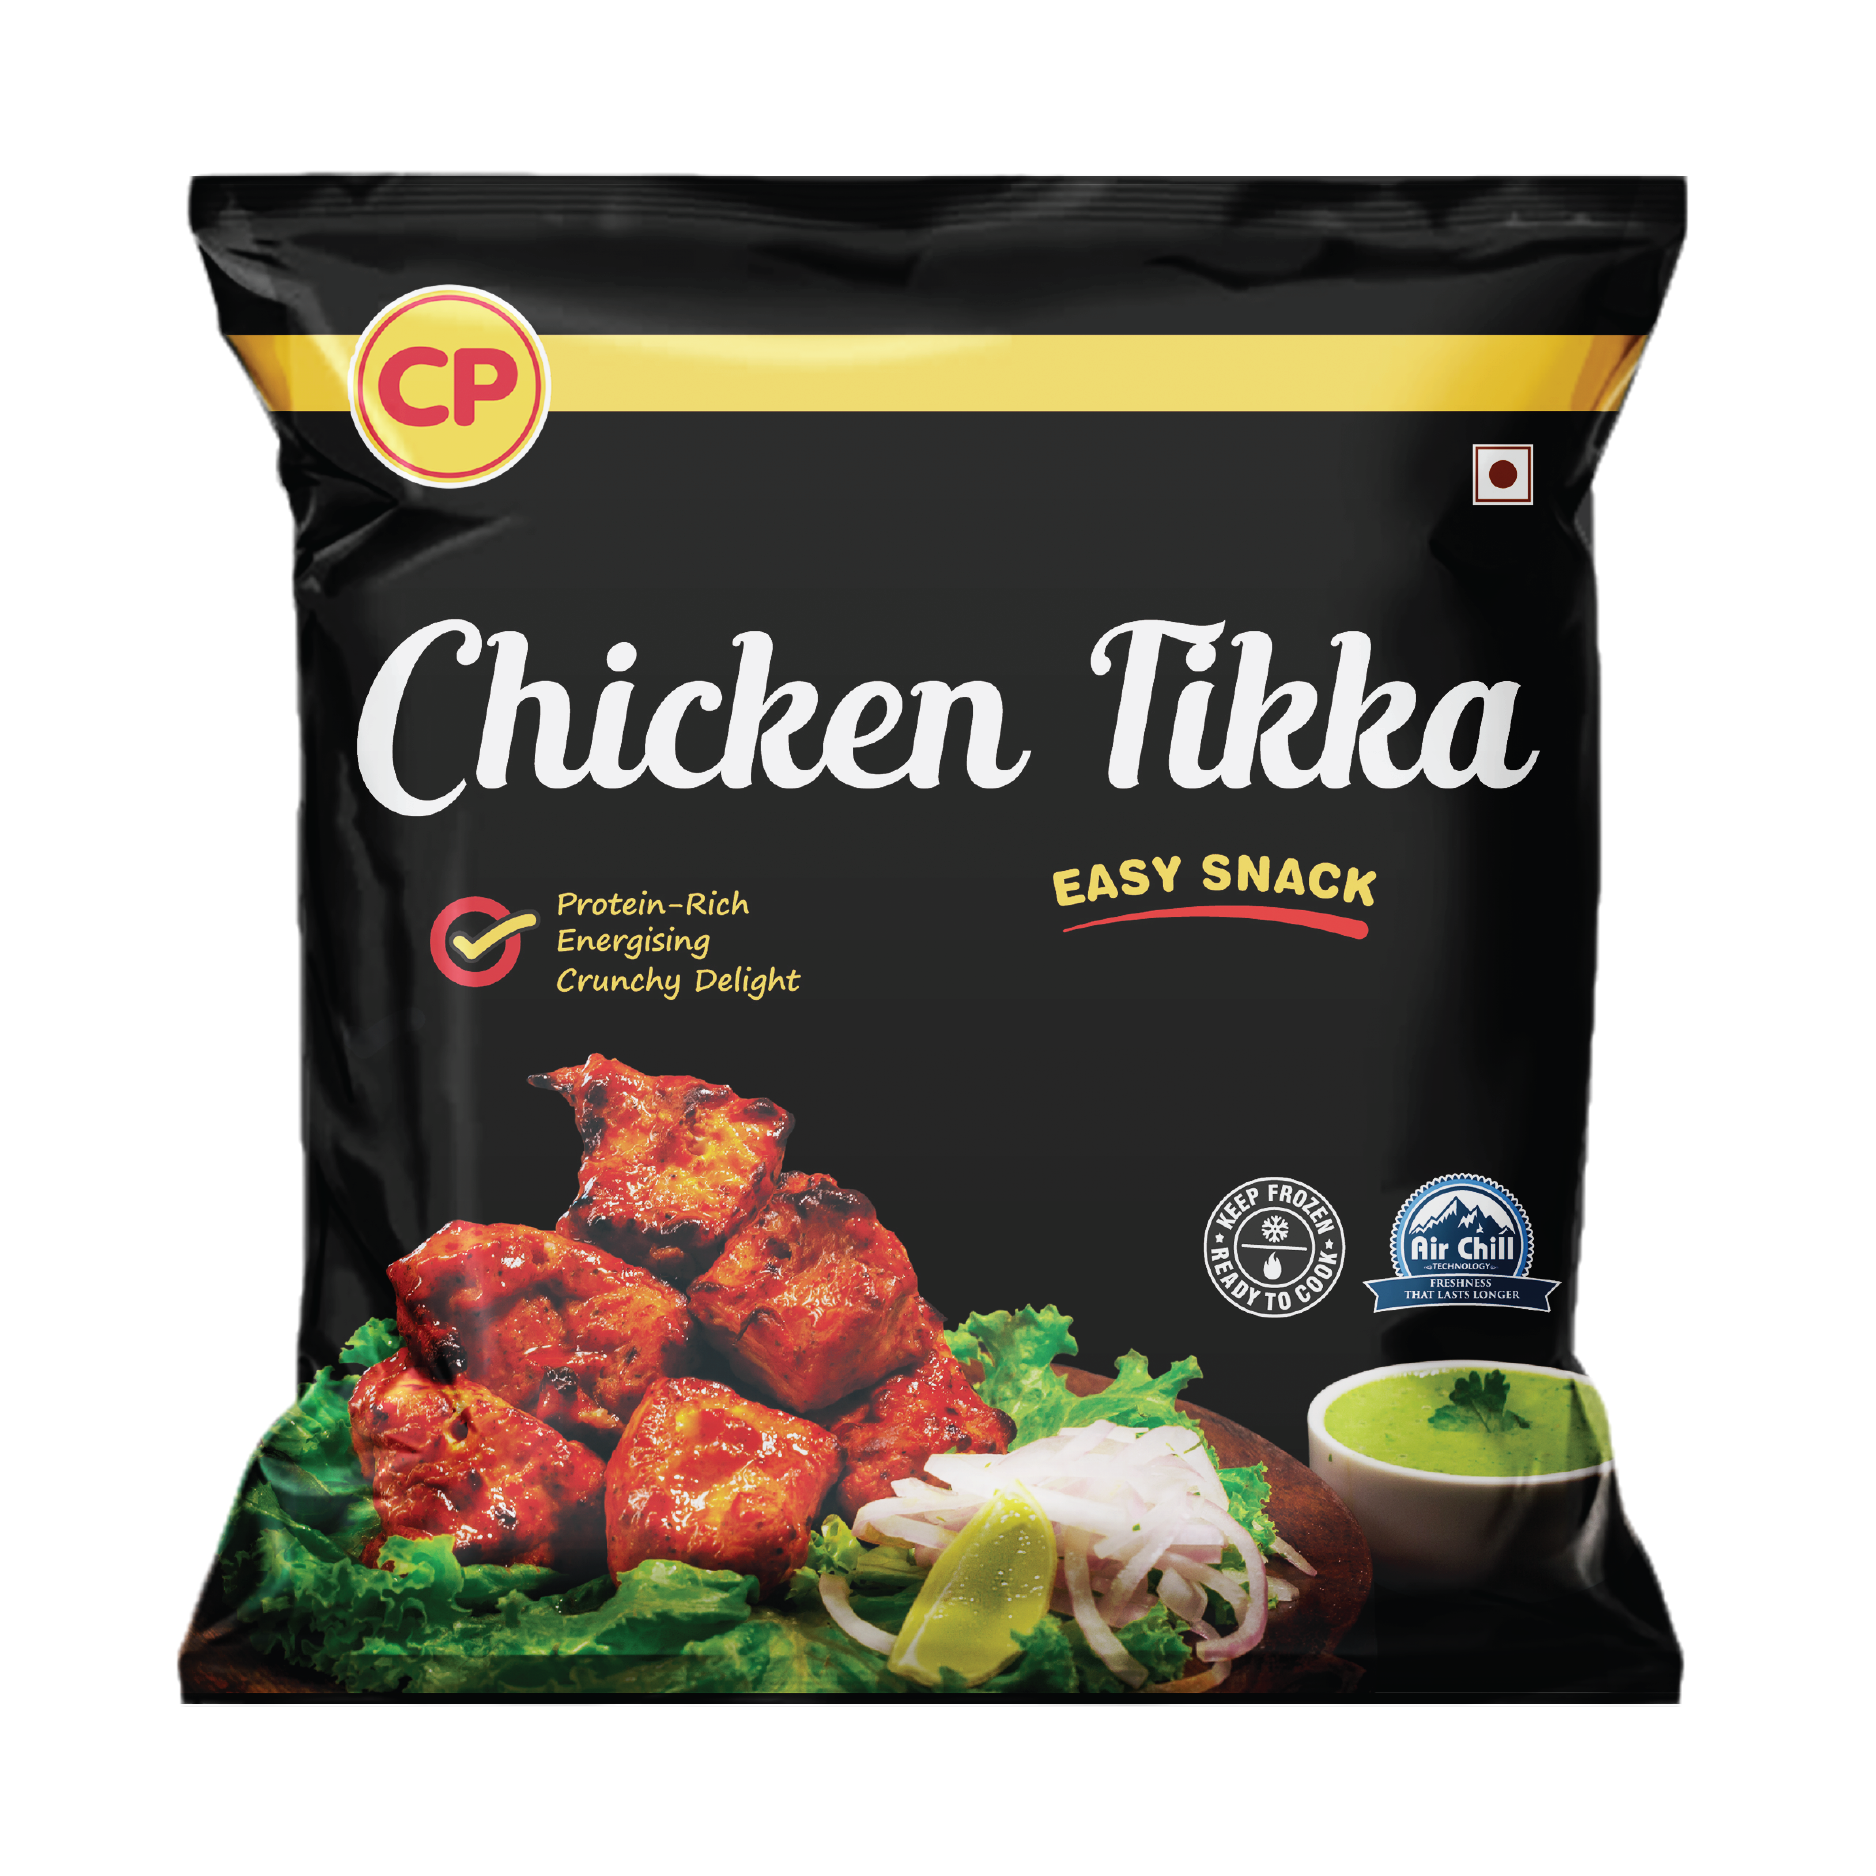 CP
Chicken Tikka
EASY SNACK
Protein-Rich
Energising
Crunchy Delight
KEEP FROZEN
READY TO COOK
Air Chill
TECHNOLOGY
FRESHNESS
THAT LASTS LONGER